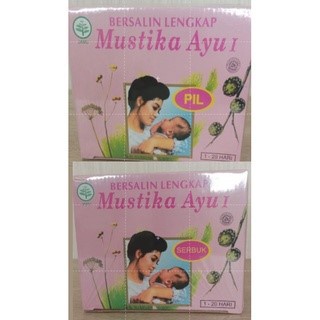 BERSALIN LENGKAP
Mustika Ayu I
PIL
1 - 20 HARI
BERSALIN LENGKAP
Mustika Ayu I
SERBUK
1 - 20 HARI